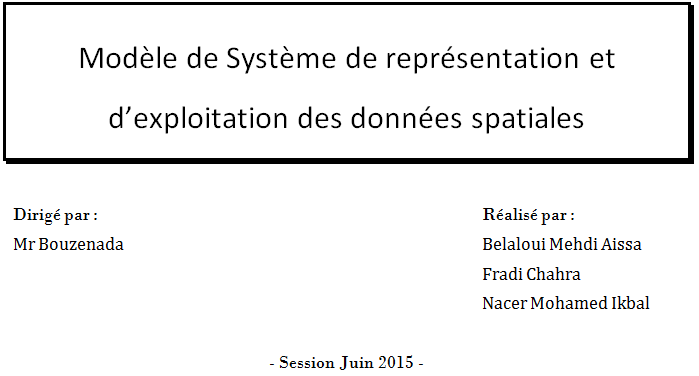 Modèle de Système de représentation et
d’exploitation des données spatiales
Dirigé par :
Mr Bouzenada
Réalisé par :
Belaloui Mehdi Aissa
Fradi Chahra
Nacer Mohamed Ikbal
- Session Juin 2015 -